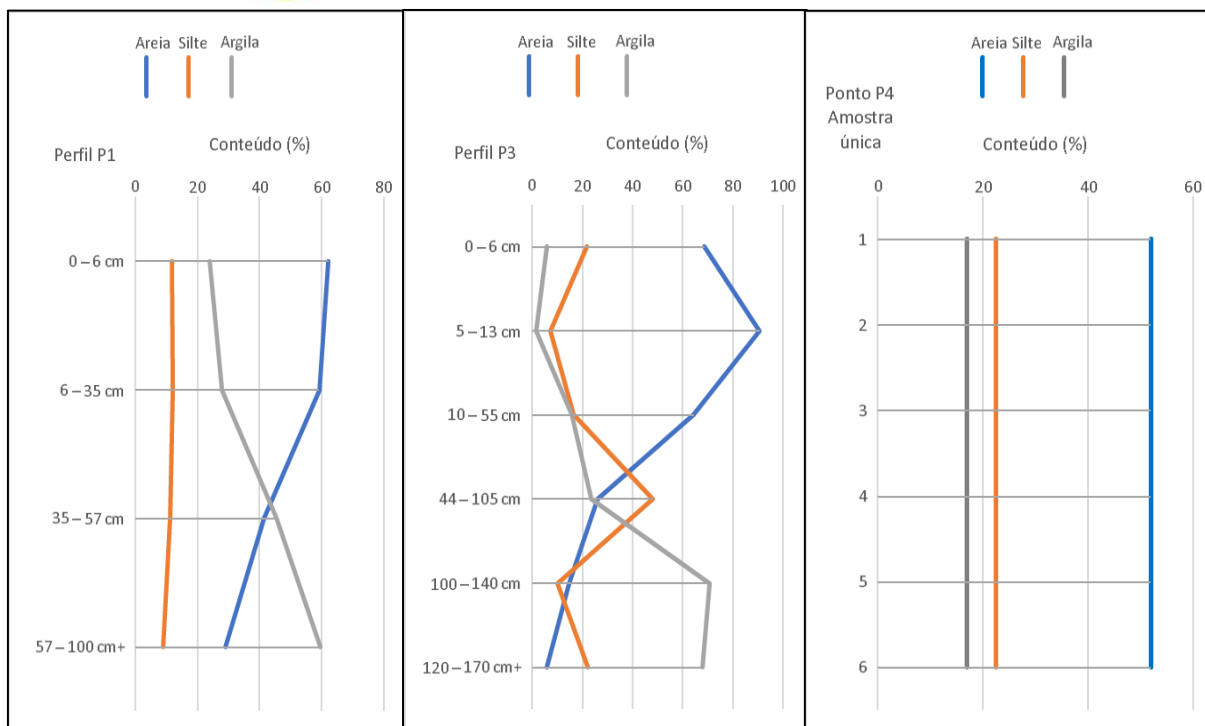 Areia Silte Argila
Perfil P1
Conteúdo (%)
0 20 40 60 80
0 – 6 cm
6 – 35 cm
35 – 57 cm
57 – 100 cm+
Areia Silte Argila
Perfil P3
Conteúdo (%)
0 20 40 60 80 100
0 – 6 cm
5 – 13 cm
10 – 55 cm
44 – 105 cm
100 – 140 cm
120 – 170 cm+
Areia Silte Argila
Ponto P4
Amostra
única
Conteúdo (%)
0 20 40 60
1
2
3
4
5
6